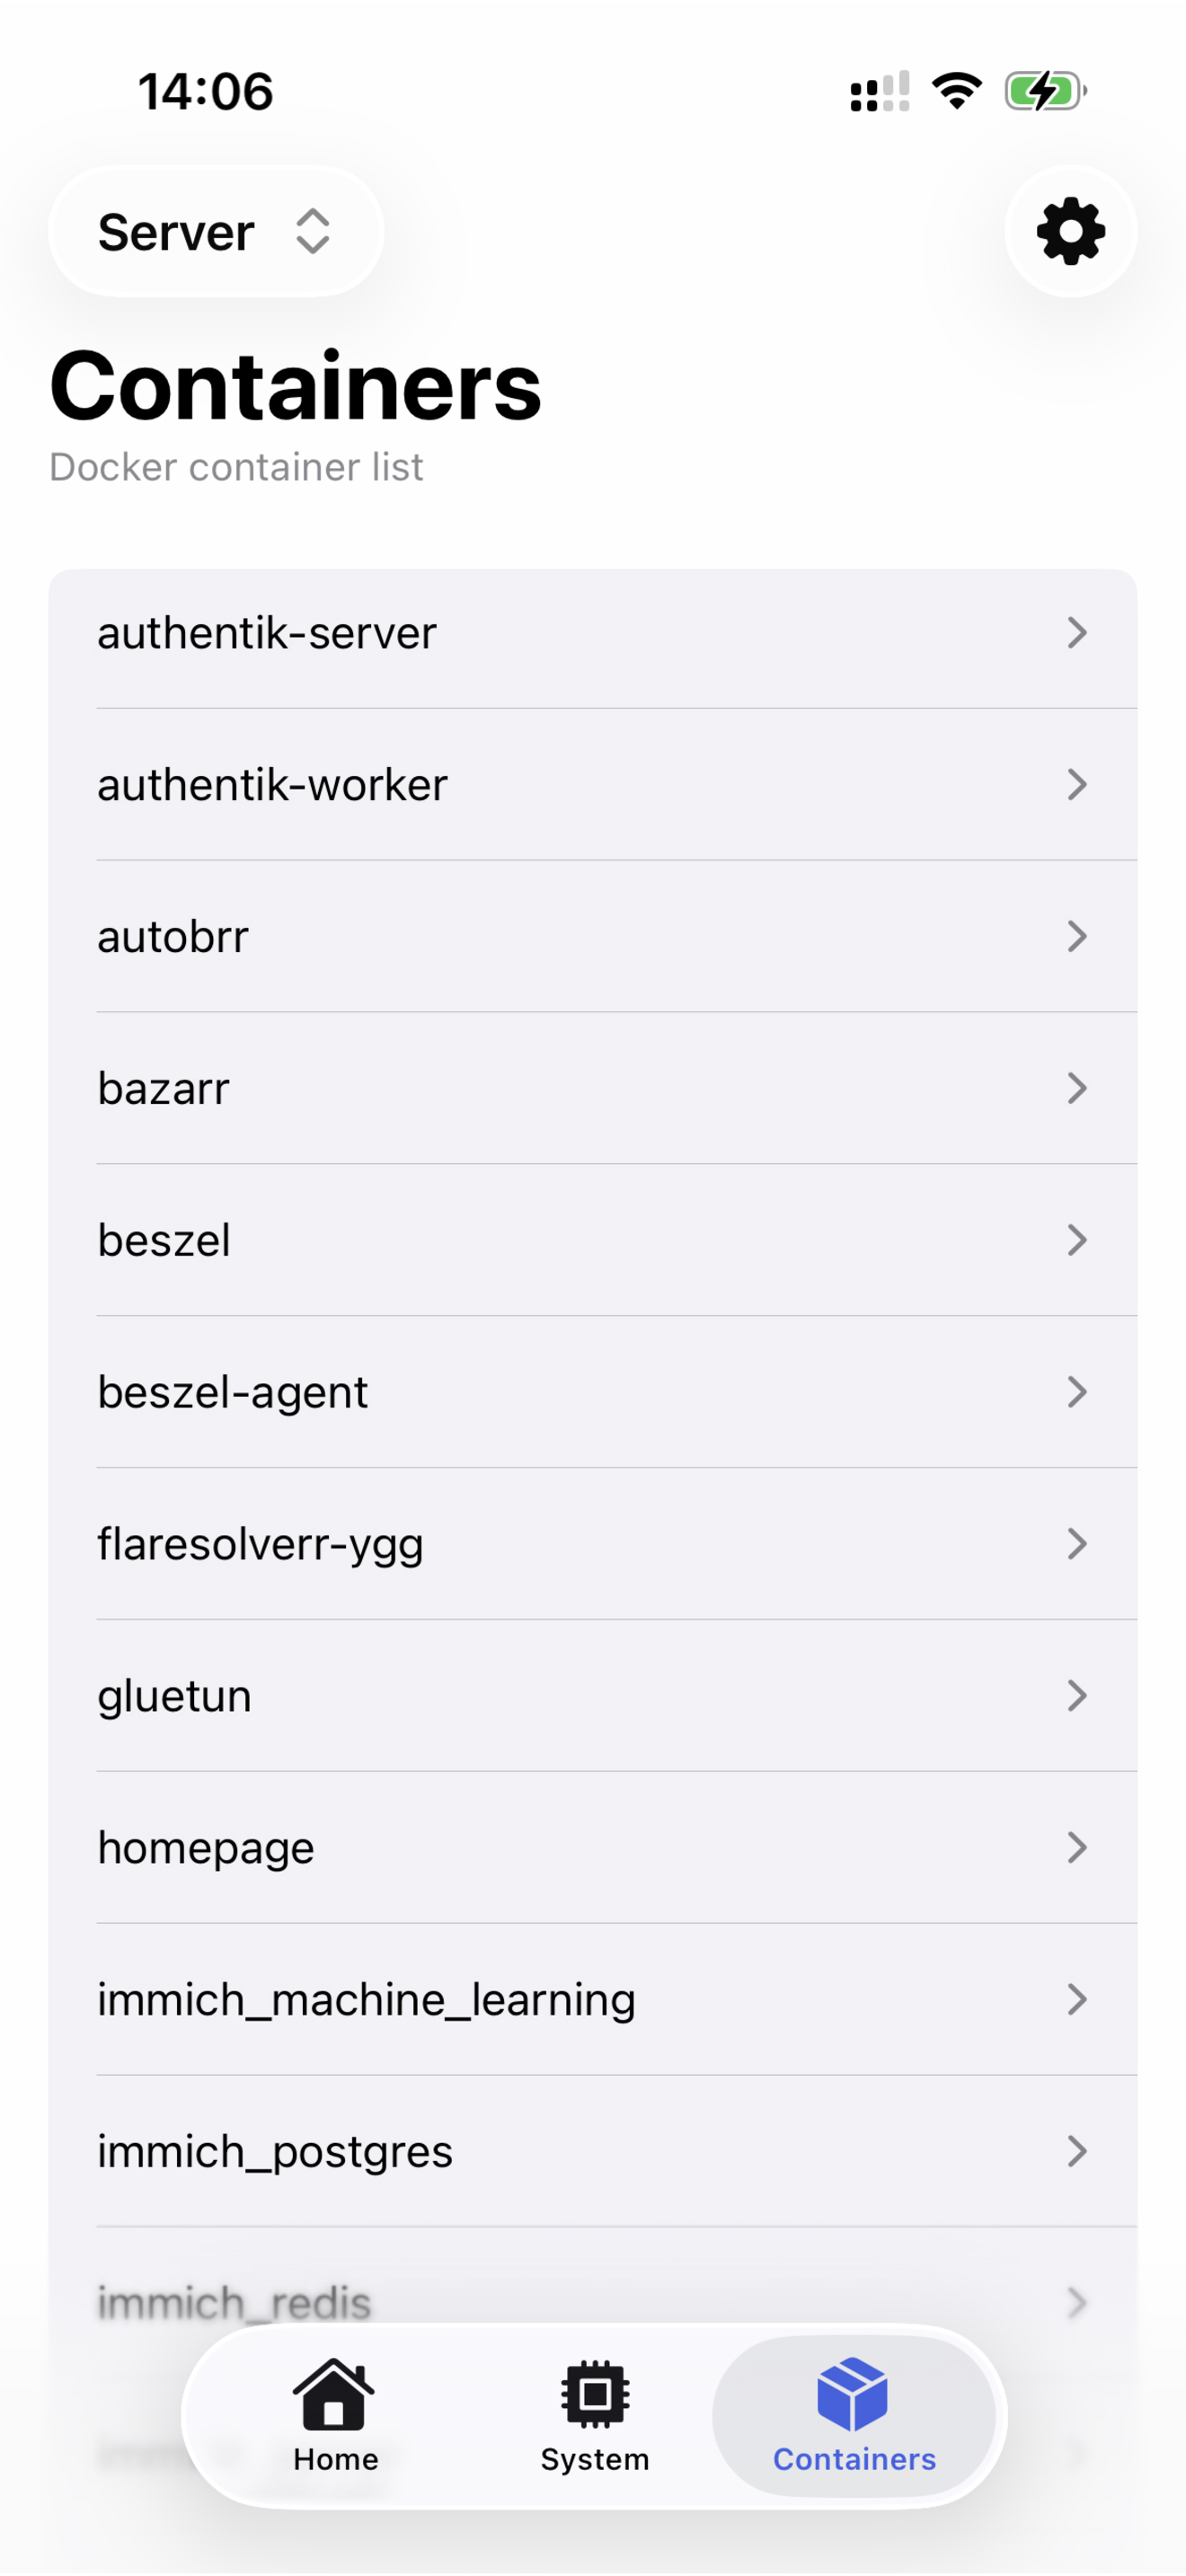 14:06
Server
Containers
Docker container list
authentik-server
authentik-worker
autobrr
bazarr
beszel
beszel-agent
flaresolverr-ygg
gluetun
homepage
immich_machine_learning
immich_postgres
immich_redis
Home
System
Containers